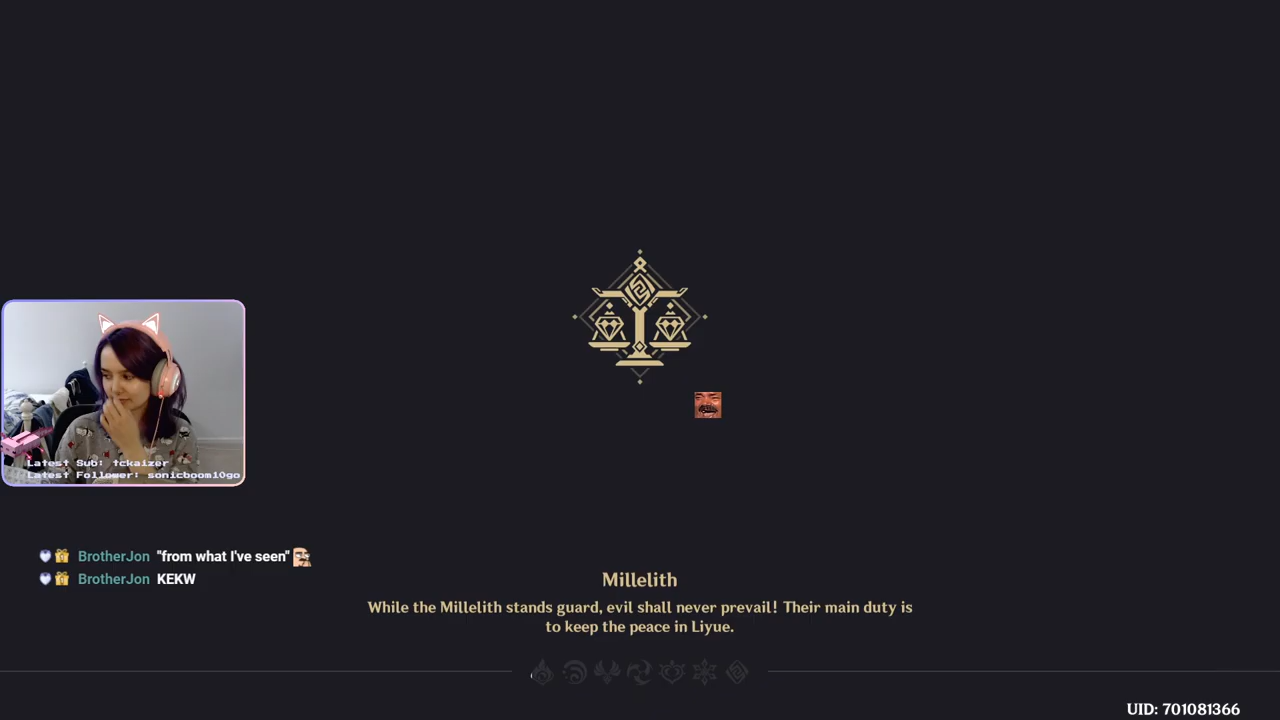 Latest Sub: tckaizer
Latest Follower: sonicboom10go
BrotherJon "from what I've seen"
BrotherJon KEKW
Millelith
While the Millelith stands guard, evil shall never prevail! Their main duty is
to keep the peace in Liyue.
UID: 701081366